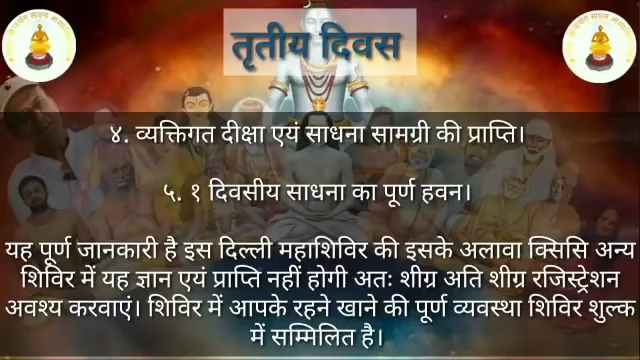 तृतीय दिवस
४. व्यक्तिगत दीक्षा एयं साधना सामग्री की प्राप्ति।
५. १ दिवसीय साधना का पूर्ण हवन।
यह पूर्ण जानकारी है इस दिल्ली महाशिविर की इसके अलावा क्सिसि अन्य
शिविर में यह ज्ञान एयं प्राप्ति नहीं होगी अतः शीग्र अति शीग्र रजिस्ट्रेशन
अवश्य करवाएं। शिविर में आपके रहने खाने की पूर्ण व्यवस्था शिविर शुल्क
में सम्मिलित है।